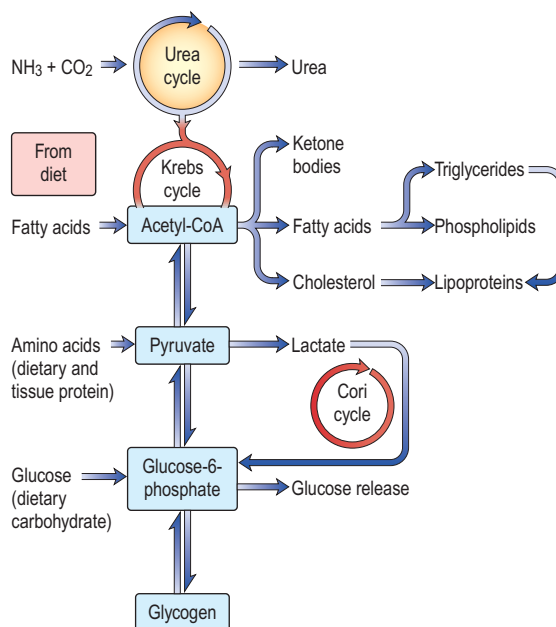 Urea
cycle
NH3 + CO2
Urea
From
diet
Krebs
cycle
Ketone
bodies
Triglycerides
Fatty acids
Acetyl-CoA
Fatty acids
Phospholipids
Cholesterol
Lipoproteins
Amino acids
(dietary and
tissue protein)
Pyruvate
Lactate
Cori
cycle
Glucose
(dietary
carbohydrate)
Glucose-6-
phosphate
Glucose release
Glycogen